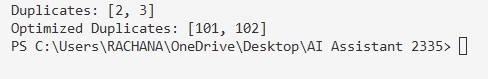 Duplicates: [2, 3]
Optimized Duplicates: [101, 102]
PS C:\Users\RACHANA\OneDrive\Desktop\AI Assistant 2335>